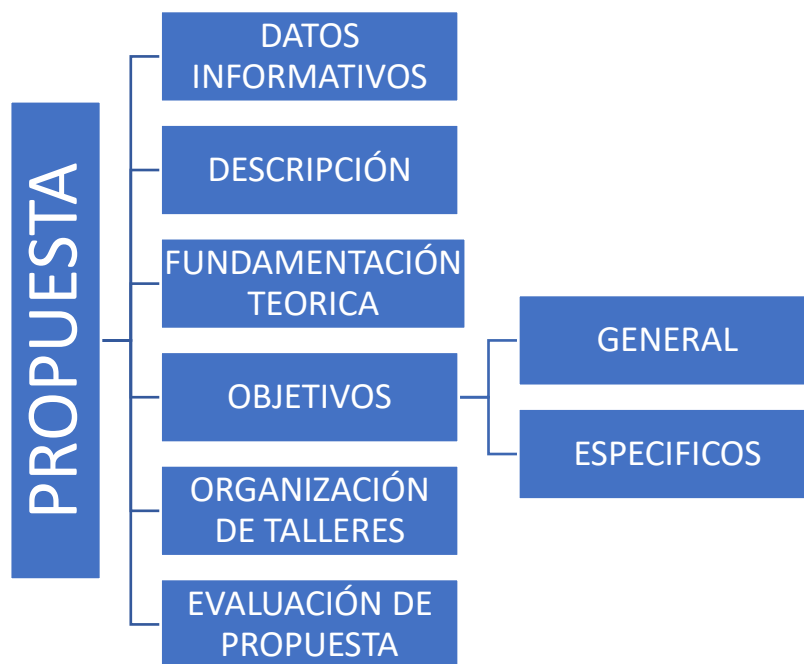 PROPUESTA
DATOS
INFORMATIVOS
DESCRIPCIÓN
FUNDAMENTACIÓN
TEORICA
OBJETIVOS
GENERAL
ESPECIFICOS
ORGANIZACIÓN
DE TALLERES
EVALUACIÓN DE
PROPUESTA